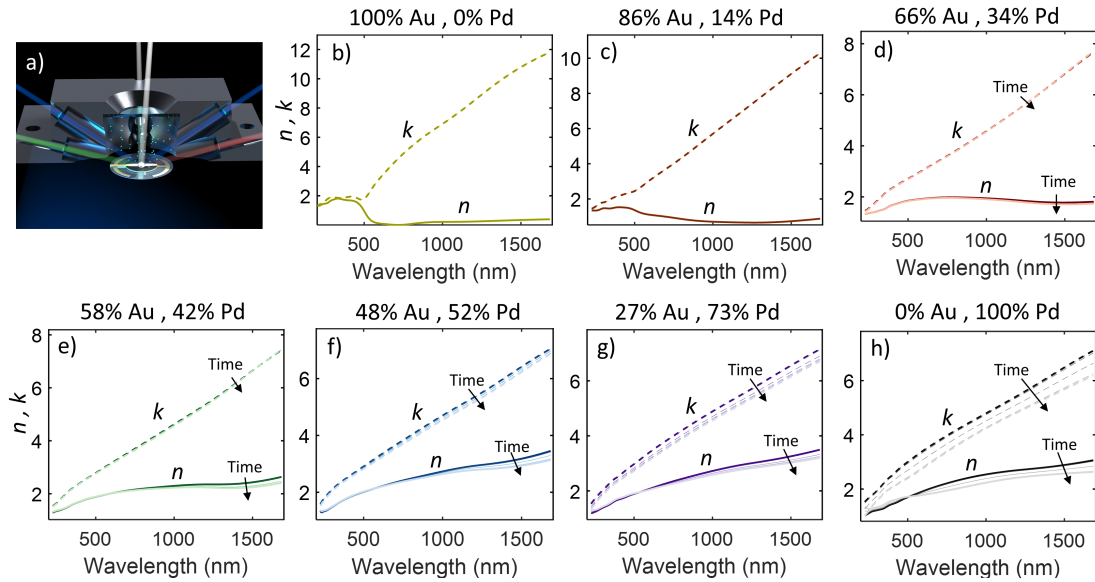 a)
100% Au , 0% Pd
b)
n , k
12
10
8
6
4
2
k
n
500
1000
1500
Wavelength (nm)
86% Au , 14% Pd
c)
10
8
6
4
2
k
n
500
1000
1500
Wavelength (nm)
66% Au , 34% Pd
d)
8
6
4
2
Time
k
Time
n
500
1000
1500
Wavelength (nm)
58% Au , 42% Pd
e)
n , k
8
6
4
2
Time
k
Time
n
500
1000
1500
Wavelength (nm)
48% Au , 52% Pd
f)
6
4
2
Time
k
Time
n
500
1000
1500
Wavelength (nm)
27% Au , 73% Pd
g)
6
4
2
Time
k
Time
n
500
1000
1500
Wavelength (nm)
0% Au , 100% Pd
h)
6
4
2
Time
k
Time
n
500
1000
1500
Wavelength (nm)